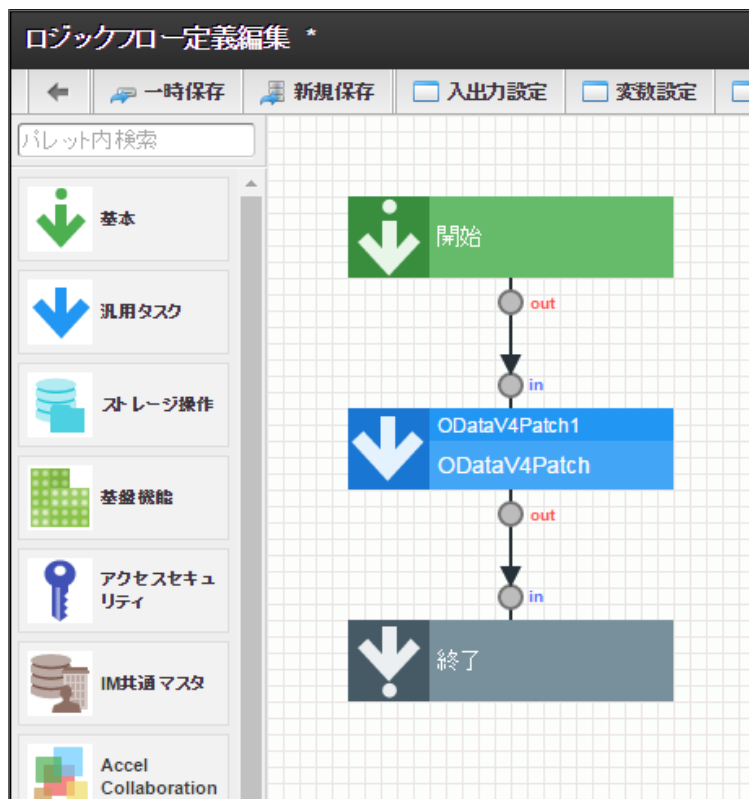 ロジックフロー定義編集 *
一時保存
新規保存
入出力設定
変数設定
パレット内検索
基本
汎用タスク
ストレージ操作
基盤機能
アクセスセキュ
リティ
IM共通マスタ
Accel
Collaboration
開始
out
in
ODataV4Patch1
ODataV4Patch
out
in
終了